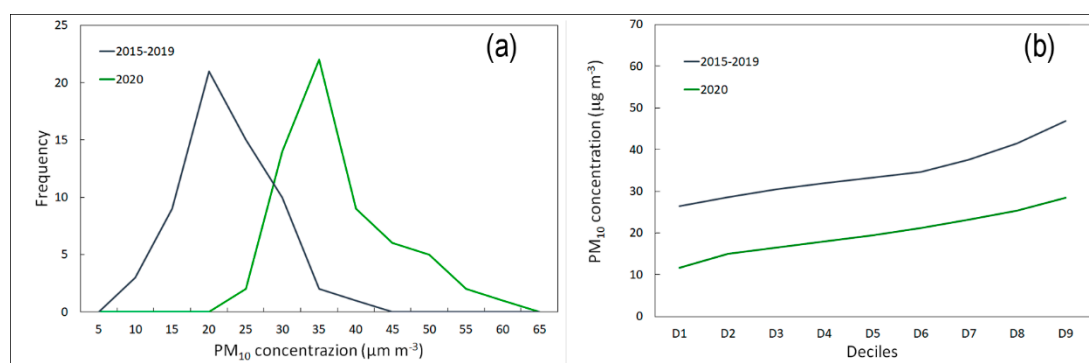 (a)
2015-2019
2020
Frequency
25
20
15
10
5
0
5 10 15 20 25 30 35 40 45 50 55 60 65
PM10 concentrazion (μm m-3)
(b)
2015-2019
2020
PM10 concentration (μg m-3)
70
60
50
40
30
20
10
0
D1 D2 D3 D4 D5 D6 D7 D8 D9
Deciles